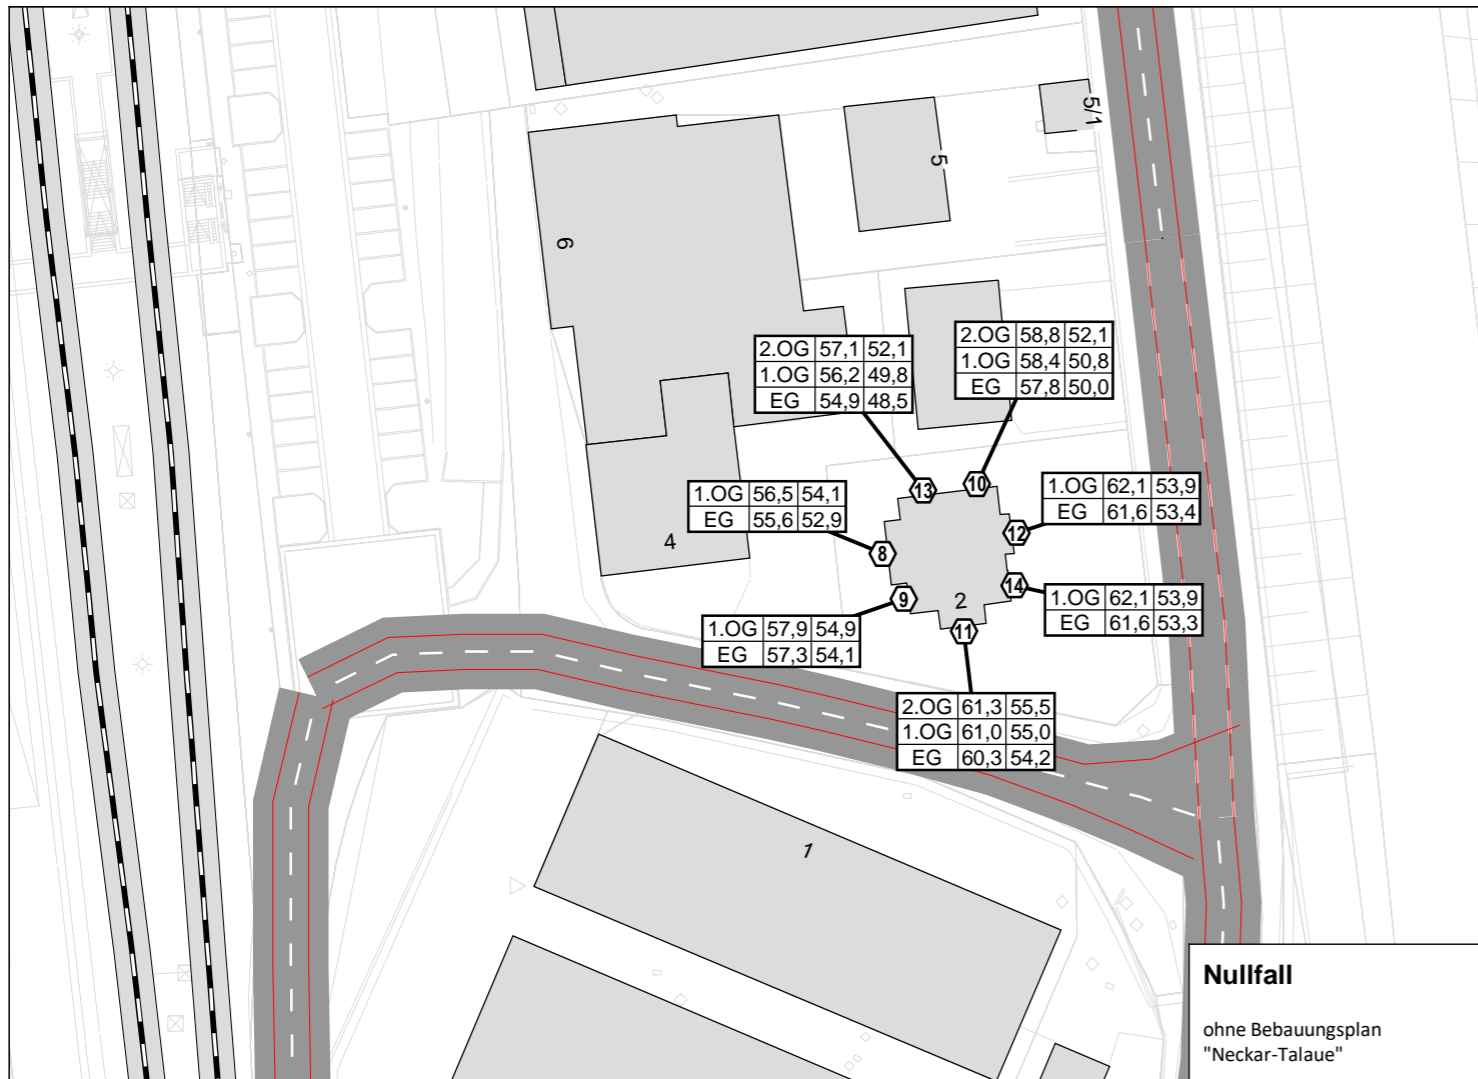 5/1
5
6
2.OG 57,1 52,1
1.OG 56,2 49,8
EG 54,9 48,5
2.OG 58,8 52,1
1.OG 58,4 50,8
EG 57,8 50,0
13
10
1.OG 56,5 54,1
EG 55,6 52,9
1.OG 62,1 53,9
EG 61,6 53,4
12
4
8
14
9
2
1.OG 62,1 53,9
EG 61,6 53,3
1.OG 57,9 54,9
EG 57,3 54,1
11
2.OG 61,3 55,5
1.OG 61,0 55,0
EG 60,3 54,2
1
Nullfall
ohne Bebauungsplan
"Neckar-Talaue"